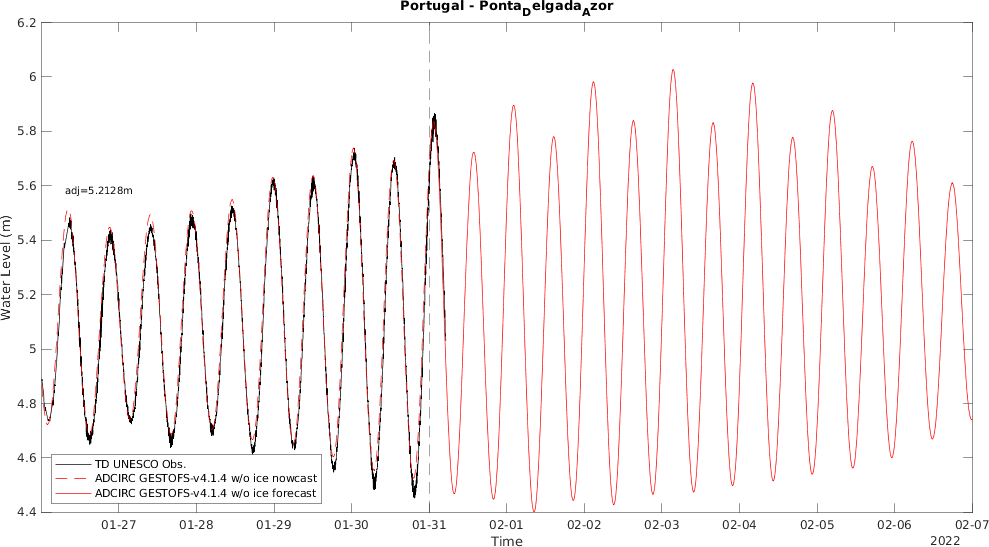 Portugal - Ponta_Delgada_Azor
6.2
6
5.8
5.6
5.4
5.2
5
4.8
4.6
4.4
Water Level (m)
adj=5.2128m
TD UNESCO Obs.
ADCIRC GESTOFS-v4.1.4 w/o ice nowcast
ADCIRC GESTOFS-v4.1.4 w/o ice forecast
01-27 01-28 01-29 01-30 01-31 02-01 02-02 02-03 02-04 02-05 02-06 02-07
Time
2022